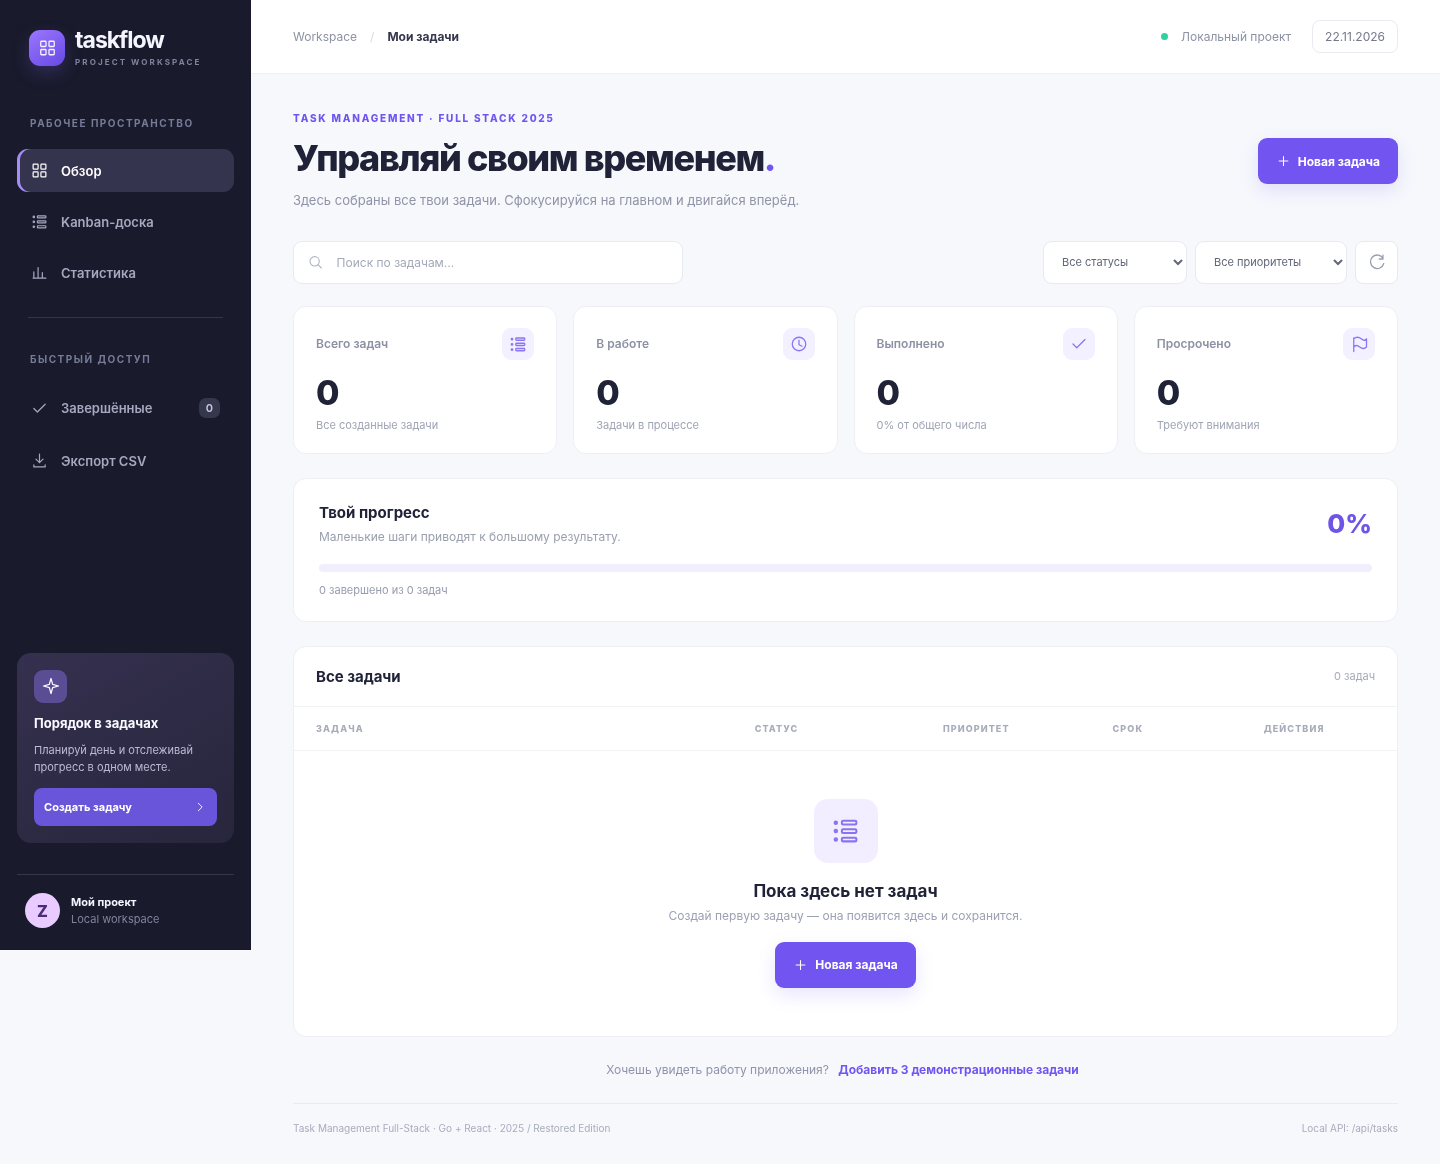 taskflow
PROJECT WORKSPACE
РАБОЧЕЕ ПРОСТРАНСТВО
Обзор
Kanban-доска
Статистика
БЫСТРЫЙ ДОСТУП
Завершённые 0
Экспорт CSV
Порядок в задачах
Планируй день и отслеживай
прогресс в одном месте.
Создать задачу
Z
Мой проект
Local workspace
Workspace / Мои задачи
Локальный проект
22.11.2026
TASK MANAGEMENT · FULL STACK 2025
Управляй своим временем.
Здесь собраны все твои задачи. Сфокусируйся на главном и двигайся вперёд.
Новая задача
Поиск по задачам...
Все статусы
Все приоритеты
Всего задач
0
Все созданные задачи
В работе
0
Задачи в процессе
Выполнено
0
0% от общего числа
Просрочено
0
Требуют внимания
Твой прогресс
Маленькие шаги приводят к большому результату.
0%
0 завершено из 0 задач
Все задачи
0 задач
ЗАДАЧА СТАТУС ПРИОРИТЕТ СРОК ДЕЙСТВИЯ
Пока здесь нет задач
Создай первую задачу — она появится здесь и сохранится.
Новая задача
Хочешь увидеть работу приложения? Добавить 3 демонстрационные задачи
Task Management Full-Stack · Go + React · 2025 / Restored Edition
Local API: /api/tasks